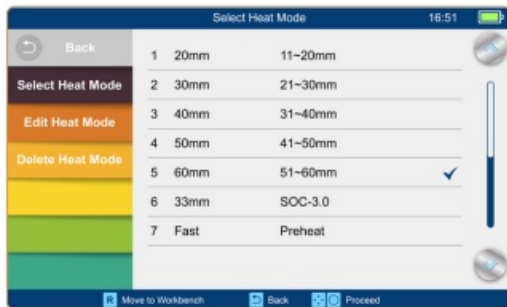 Select Heat Mode 16:51
Back
Select Heat Mode
Edit Heat Mode
Delete Heat Mode
1 20mm 11~20mm
2 30mm 21~30mm
3 40mm 31~40mm
4 50mm 41~50mm
5 60mm 51~60mm
6 33mm SOC-3.0
7 Fast Preheat
R Move to Workbench Back Proceed